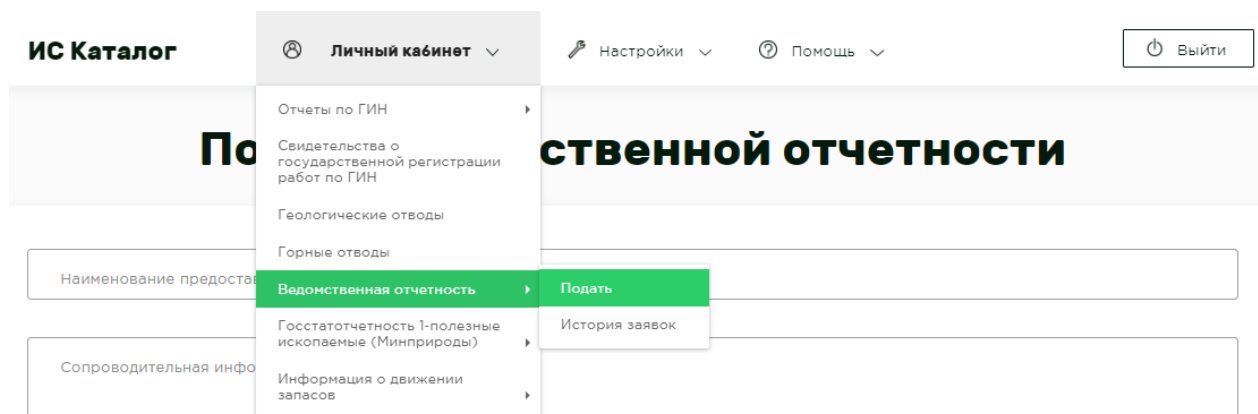 ИС Каталог
Личный кабинет
Настройки
Помощь
Выйти
По
ственной отчетности
Отчеты по ГИН
Свидетельства о
государственной регистрации
работ по ГИН
Геологические отводы
Горные отводы
Наименование предостав
Ведомственная отчетность
Подать
Госстатотчетность 1-полезные
ископаемые (Минприроды)
История заявок
Сопроводительная инфо
Информация о движении
запасов